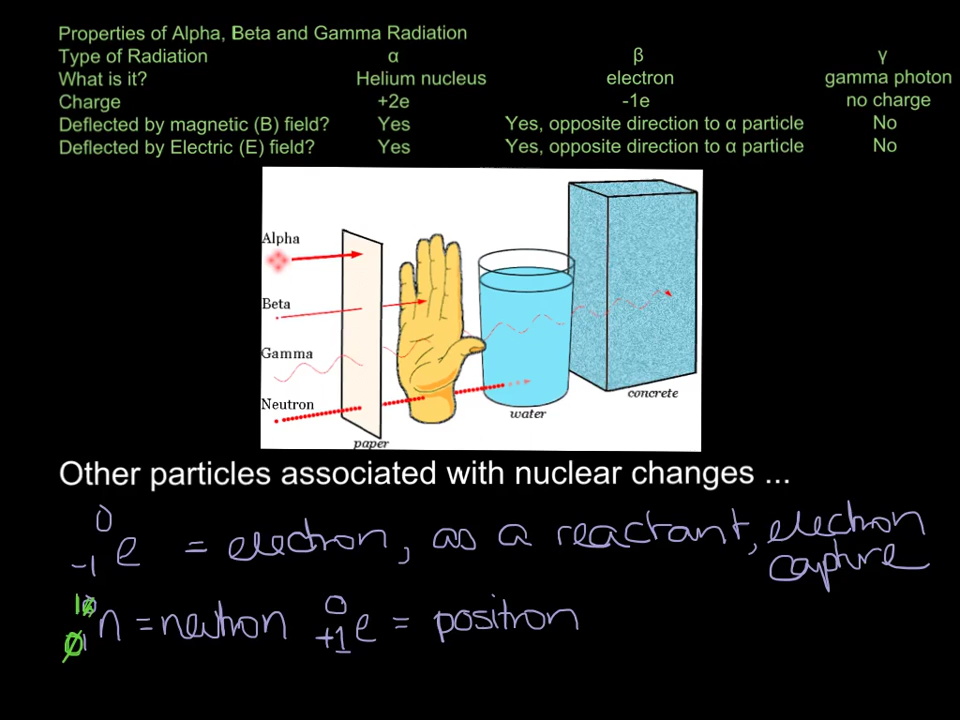 Properties of Alpha, Beta and Gamma Radiation
Type of Radiation α β γ
What is it? Helium nucleus electron gamma photon
Charge +2e -1e no charge
Deflected by magnetic (B) field? Yes Yes, opposite direction to α particle No
Deflected by Electric (E) field? Yes Yes, opposite direction to α particle No
Alpha
Beta
Gamma
Neutron
paper
water
concrete
Other particles associated with nuclear changes ...
0 -1 e = electron, as a reactant, electron
capture
1 0 n = neutron 0 +1 e = positron